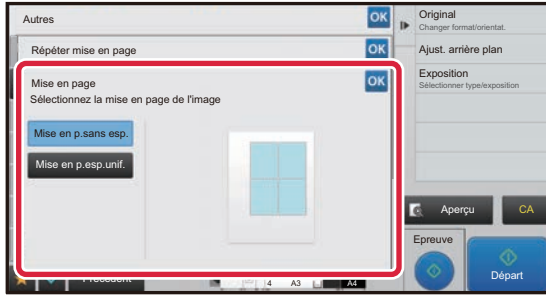 Autres
OK
Répéter mise en page
OK
Mise en page
OK
Sélectionnez la mise en page de l'image
Mise en p.sans esp.
Mise en p.esp.unif.
Original
Changer format/orientat.
Ajust. arrière plan
Exposition
Sélectionner type/exposition
Aperçu
CA
Epreuve
Départ
4
A3
A4